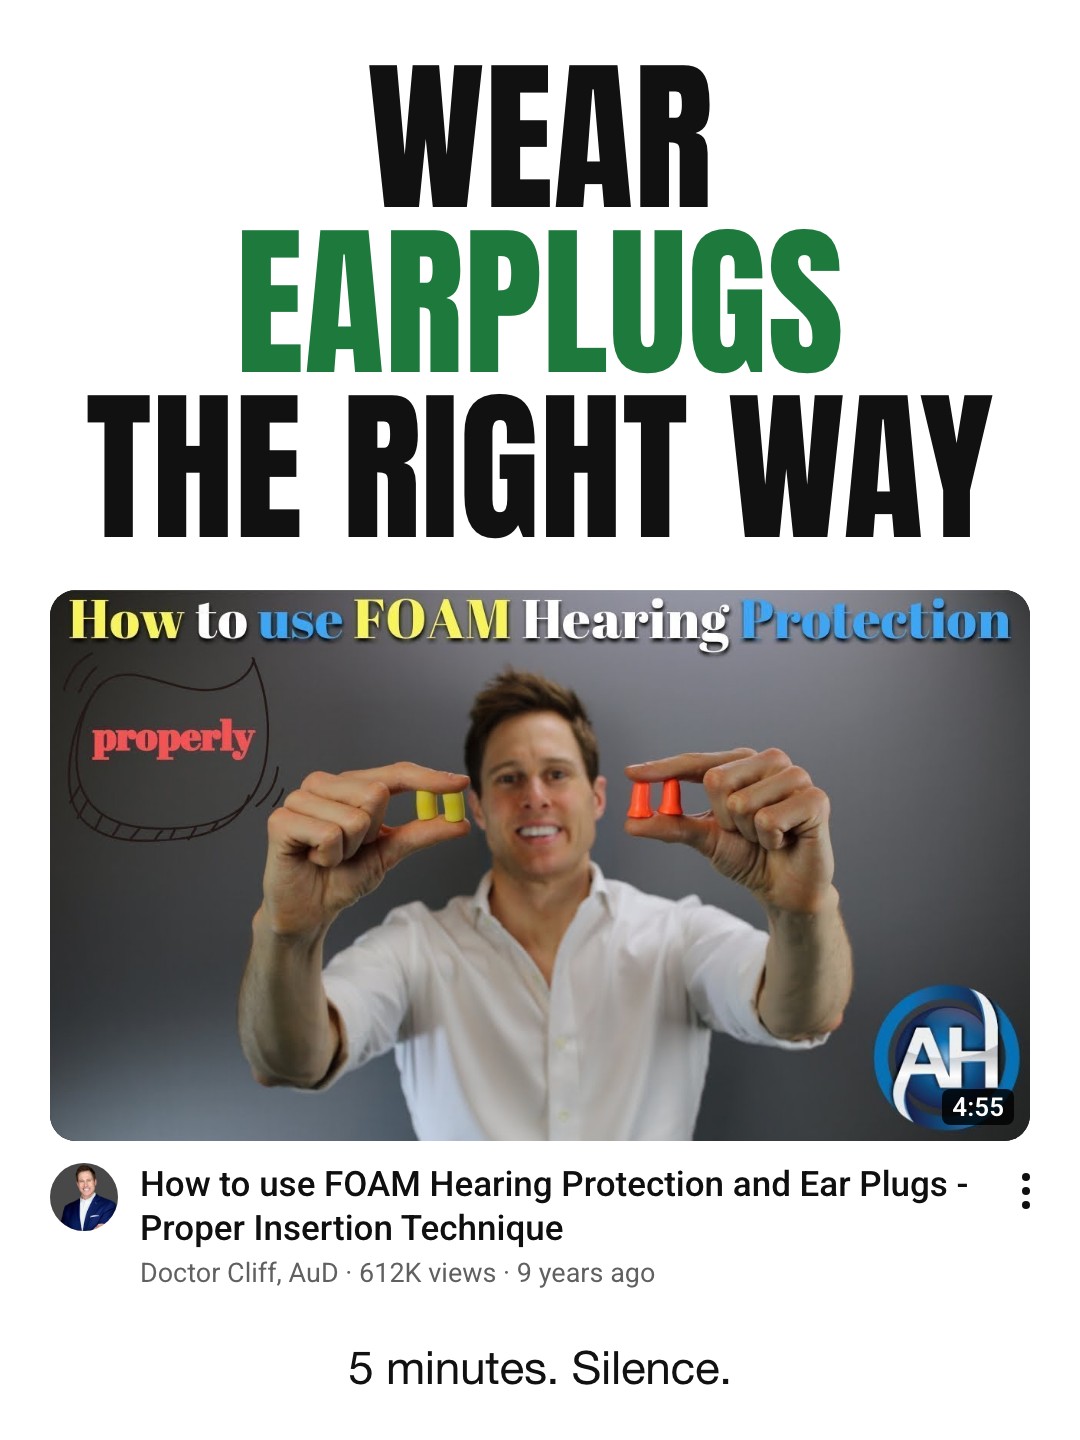 WEAR
EARPLUGS
THE RIGHT WAY
How to use FOAM Hearing Protection
properly
AH
4:55
How to use FOAM Hearing Protection and Ear Plugs -
Proper Insertion Technique
Doctor Cliff, AuD · 612K views · 9 years ago
5 minutes. Silence.